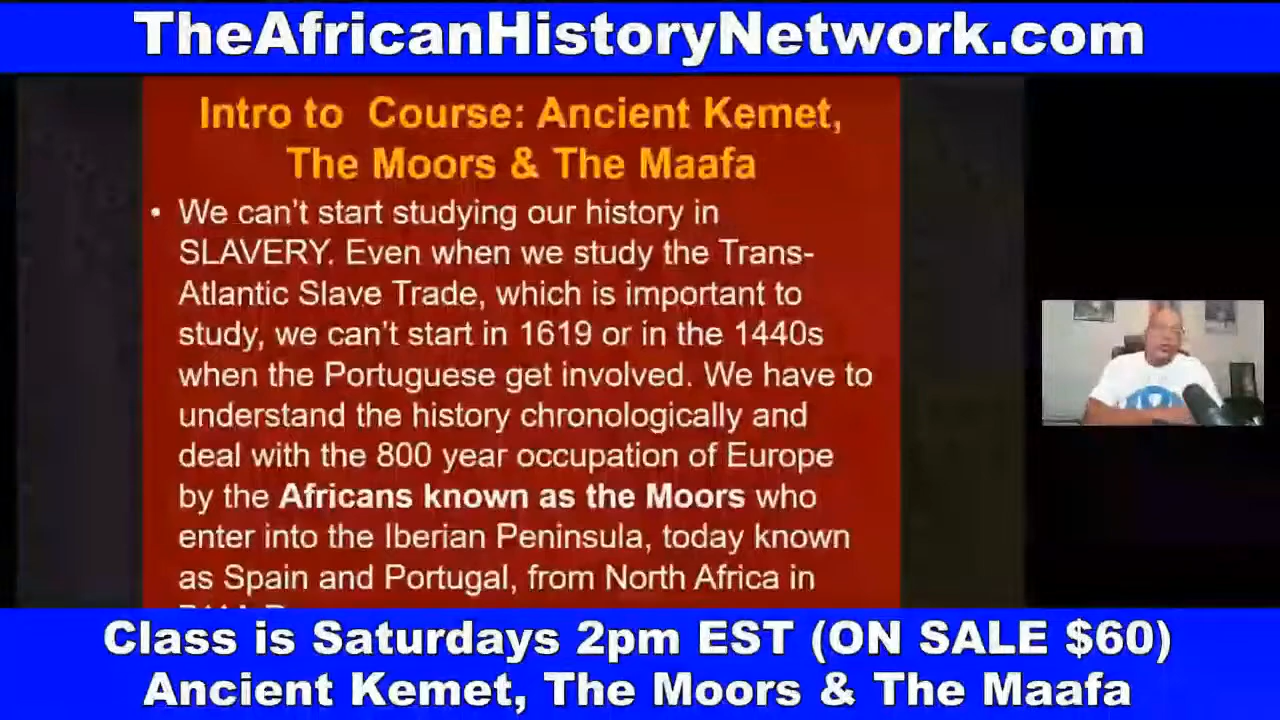 TheAfricanHistoryNetwork.com
Intro to Course: Ancient Kemet,
The Moors & The Maafa
• We can't start studying our history in
SLAVERY. Even when we study the Trans-
Atlantic Slave Trade, which is important to
study, we can't start in 1619 or in the 1440s
when the Portuguese get involved. We have to
understand the history chronologically and
deal with the 800 year occupation of Europe
by the Africans known as the Moors who
enter into the Iberian Peninsula, today known
as Spain and Portugal, from North Africa in
Class is Saturdays 2pm EST (ON SALE $60)
Ancient Kemet, The Moors & The Maafa